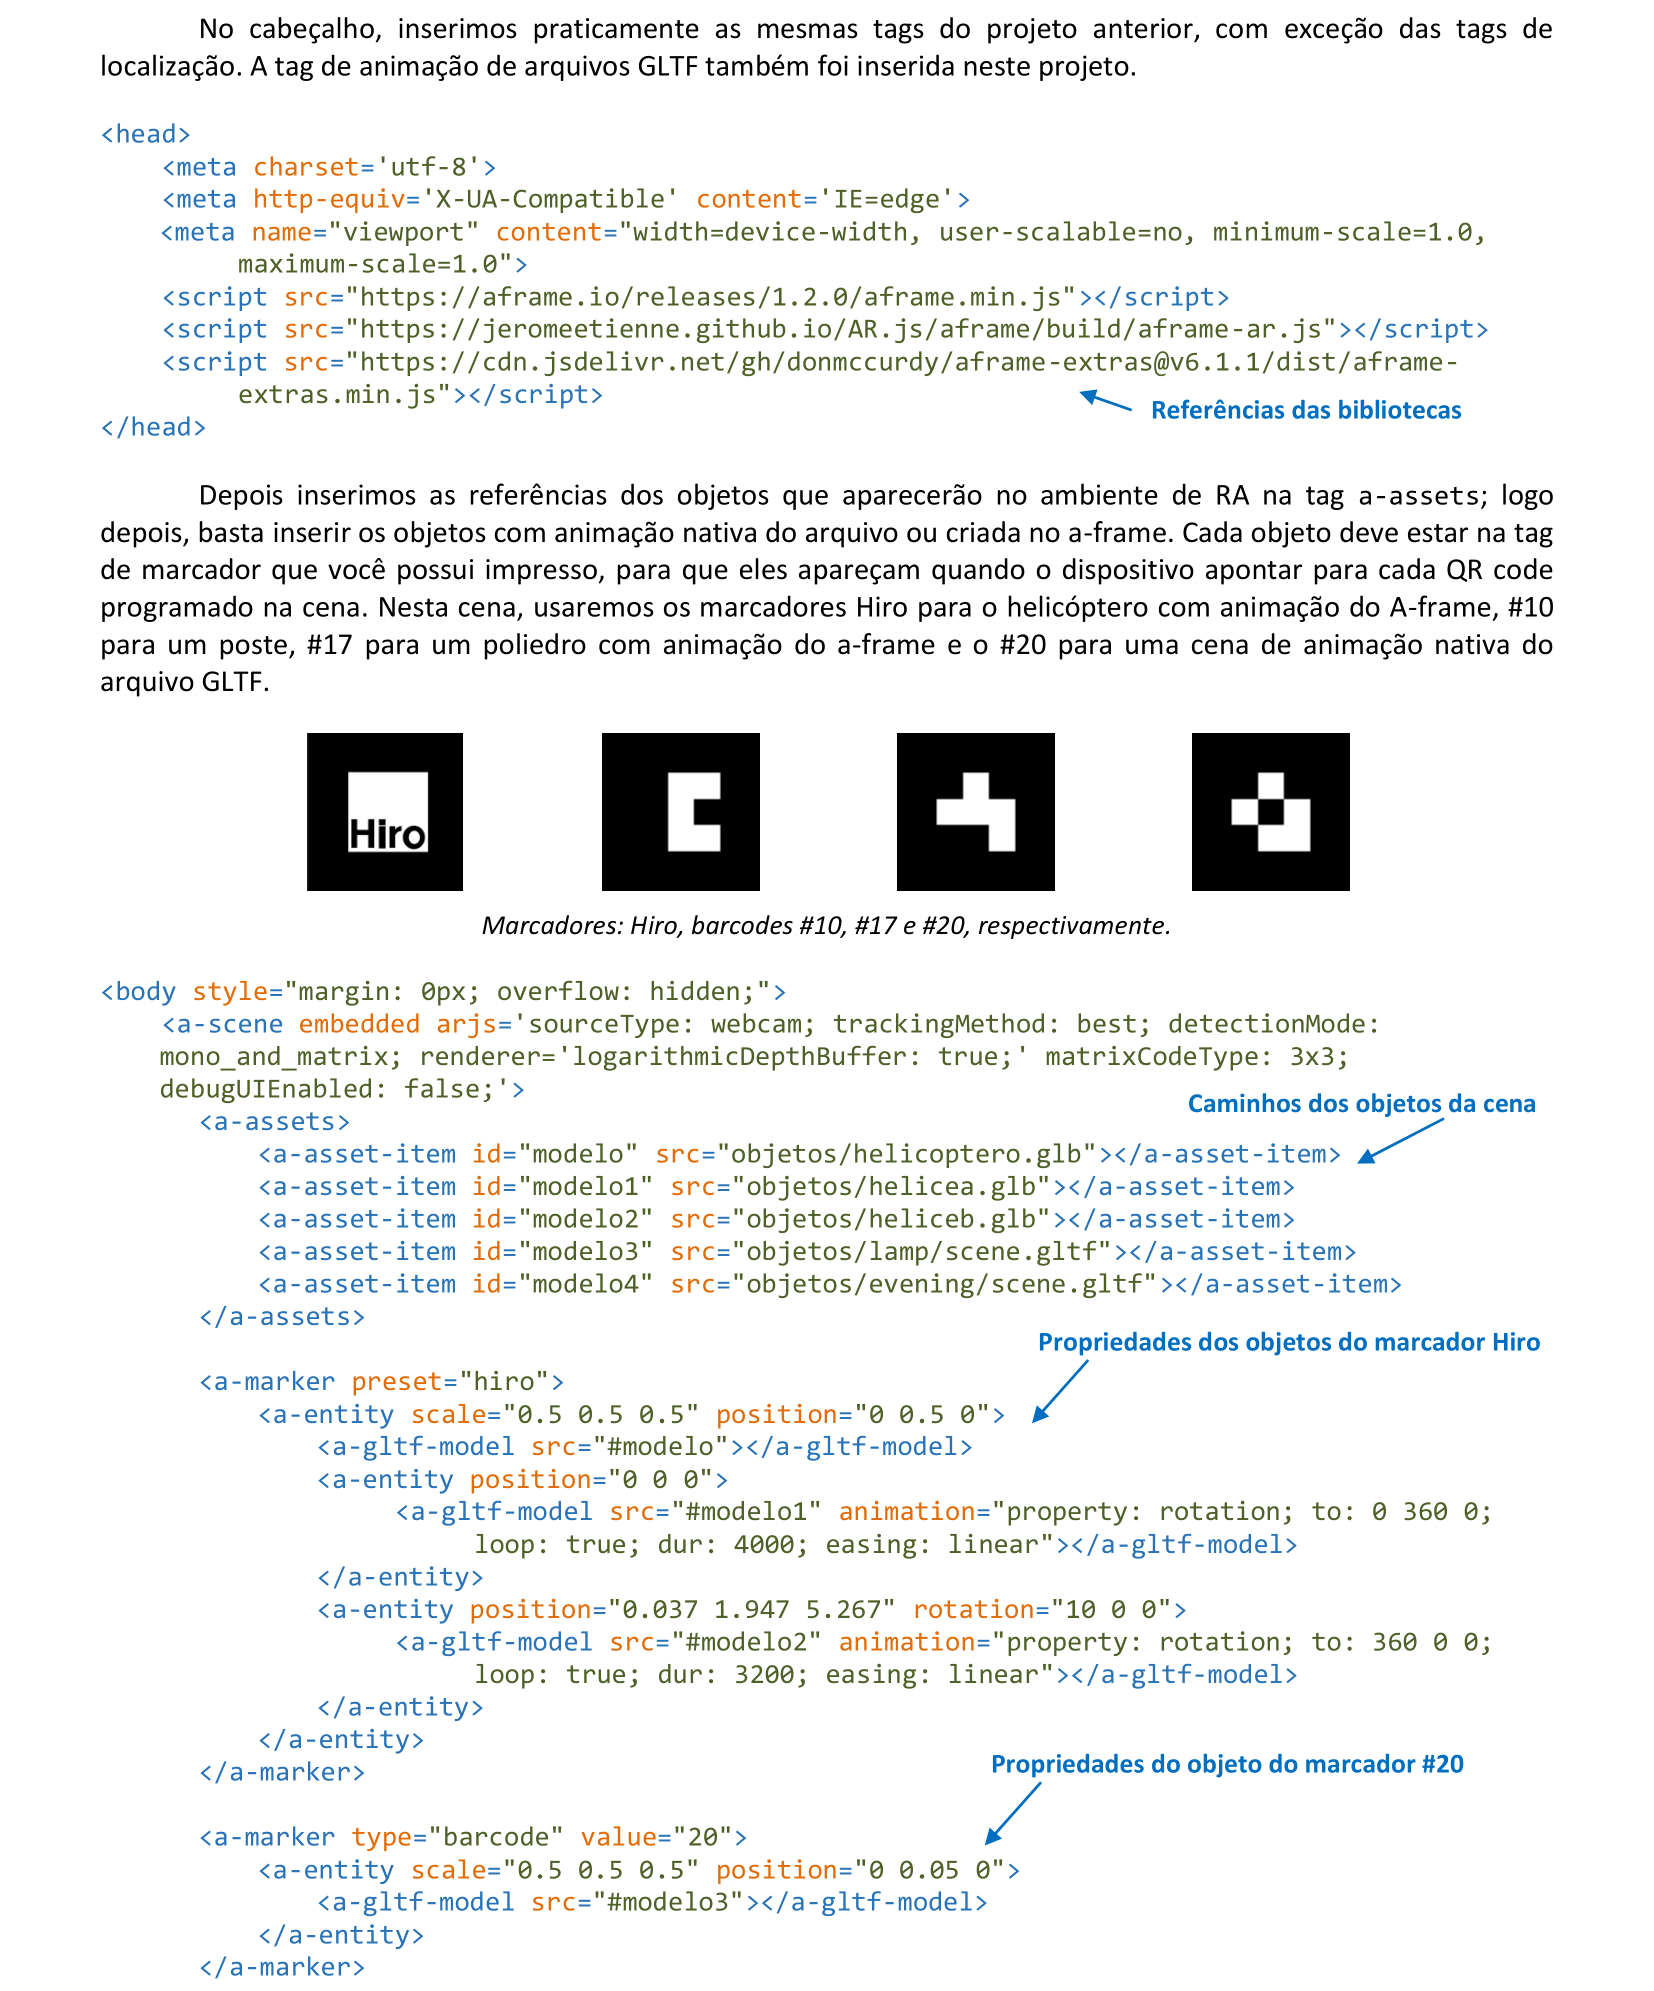 No cabeçalho, inserimos praticamente as mesmas tags do projeto anterior, com exceção das tags de
localização. A tag de animação de arquivos GLTF também foi inserida neste projeto.
<head>
<meta charset='utf-8'>
<meta http-equiv='X-UA-Compatible' content='IE=edge'>
<meta name="viewport" content="width=device-width, user-scalable=no, minimum-scale=1.0,
maximum-scale=1.0">
<script src="https://aframe.io/releases/1.2.0/aframe.min.js"></script>
<script src="https://jeromeetienne.github.io/AR.js/aframe/build/aframe-ar.js"></script>
<script src="https://cdn.jsdelivr.net/gh/donmccurdy/aframe-extras@v6.1.1/dist/aframe-
extras.min.js"></script>
Referências das bibliotecas
</head>
Depois inserimos as referências dos objetos que aparecerão no ambiente de RA na tag a-assets; logo
depois, basta inserir os objetos com animação nativa do arquivo ou criada no a-frame. Cada objeto deve estar na tag
de marcador que você possui impresso, para que eles apareçam quando o dispositivo apontar para cada QR code
programado na cena. Nesta cena, usaremos os marcadores Hiro para o helicóptero com animação do A-frame, #10
para um poste, #17 para um poliedro com animação do a-frame e o #20 para uma cena de animação nativa do
arquivo GLTF.
Hiro
Marcadores: Hiro, barcodes #10, #17 e #20, respectivamente.
<body style="margin: 0px; overflow: hidden;">
<a-scene embedded arjs='sourceType: webcam; trackingMethod: best; detectionMode:
mono_and_matrix; renderer='logarithmicDepthBuffer: true;' matrixCodeType: 3x3;
debugUIEnabled: false;'>
Caminhos dos objetos da cena
<a-assets>
<a-asset-item id="modelo" src="objetos/helicoptero.glb"></a-asset-item>
<a-asset-item id="modelo1" src="objetos/helicea.glb"></a-asset-item>
<a-asset-item id="modelo2" src="objetos/heliceb.glb"></a-asset-item>
<a-asset-item id="modelo3" src="objetos/lamp/scene.gltf"></a-asset-item>
<a-asset-item id="modelo4" src="objetos/evening/scene.gltf"></a-asset-item>
</a-assets>
Propriedades dos objetos do marcador Hiro
<a-marker preset="hiro">
<a-entity scale="0.5 0.5 0.5" position="0 0.5 0">
<a-gltf-model src="#modelo"></a-gltf-model>
<a-entity position="0 0 0">
<a-gltf-model src="#modelo1" animation="property: rotation; to: 0 360 0;
loop: true; dur: 4000; easing: linear"></a-gltf-model>
</a-entity>
<a-entity position="0.037 1.947 5.267" rotation="10 0 0">
<a-gltf-model src="#modelo2" animation="property: rotation; to: 360 0 0;
loop: true; dur: 3200; easing: linear"></a-gltf-model>
</a-entity>
</a-entity>
</a-marker>
Propriedades do objeto do marcador #20
<a-marker type="barcode" value="20">
<a-entity scale="0.5 0.5 0.5" position="0 0.05 0">
<a-gltf-model src="#modelo3"></a-gltf-model>
</a-entity>
</a-marker>